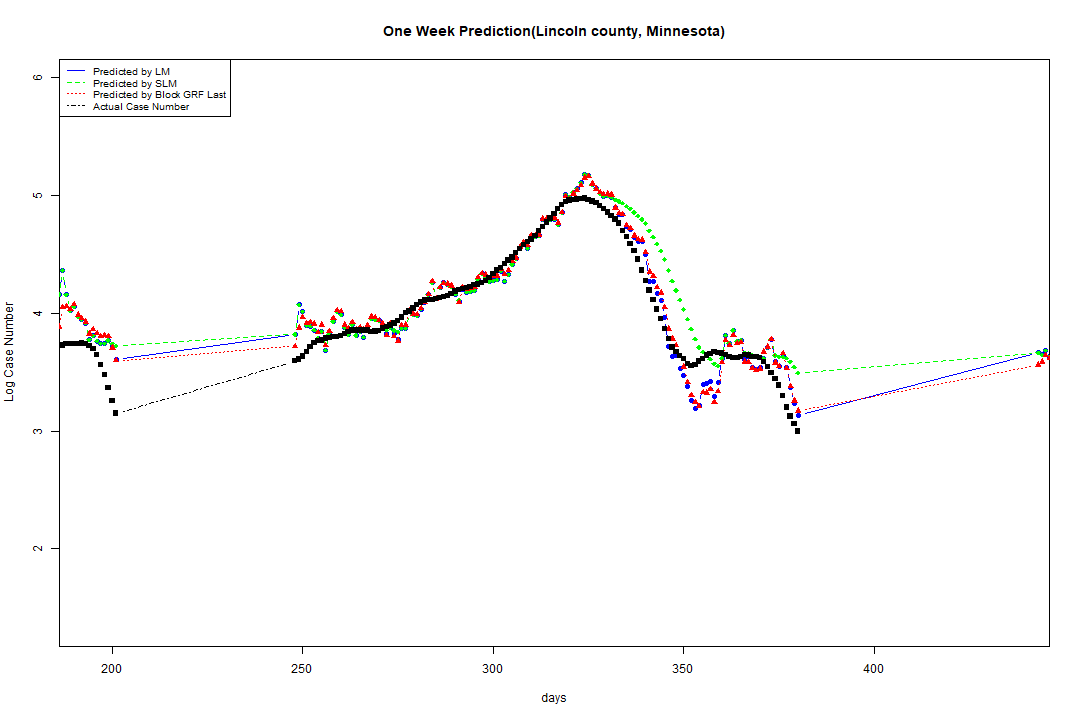 One Week Prediction(Lincoln county, Minnesota)
Predicted by LM
Predicted by SLM
Predicted by Block GRF Last
Actual Case Number
6
5
4
3
2
Log Case Number
200 250 300 350 400
days